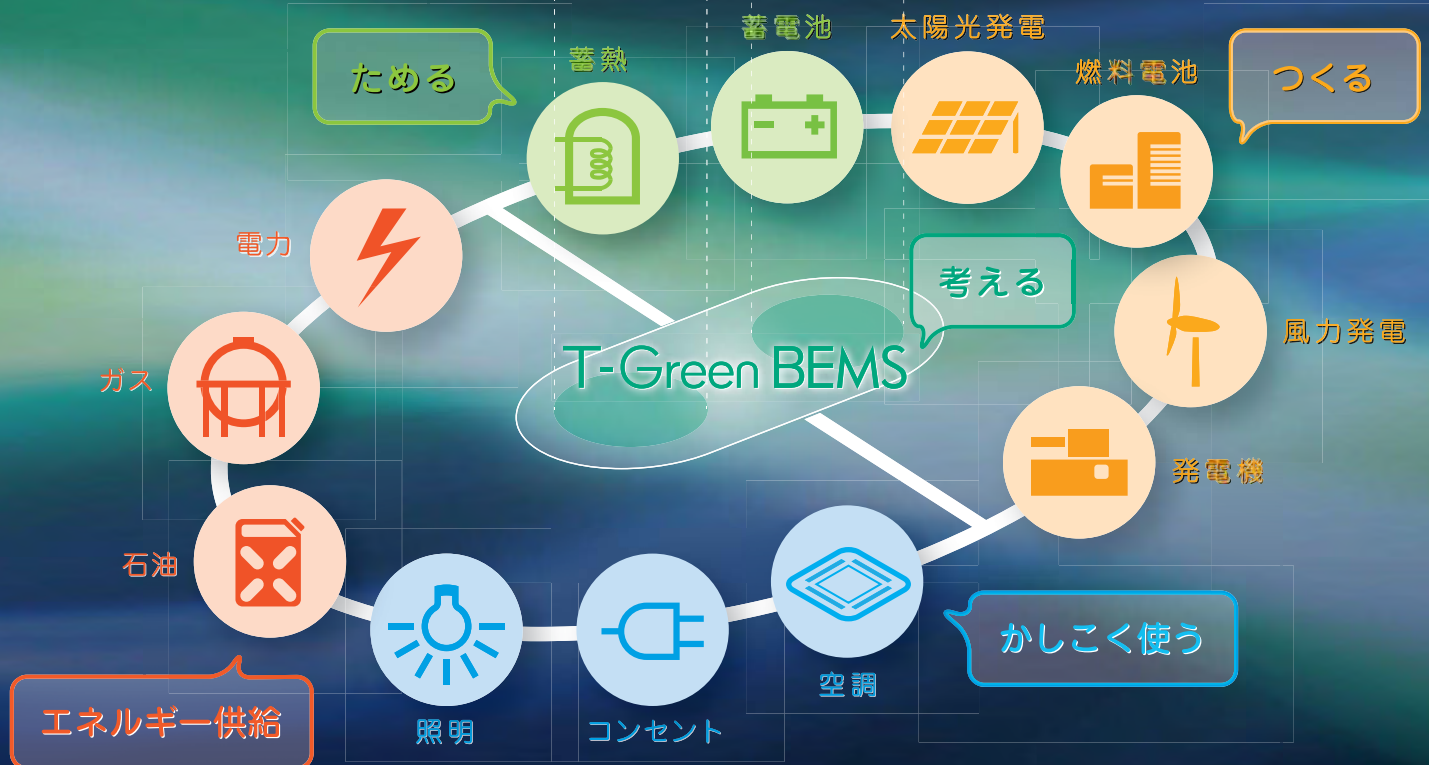 蓄電池
太陽光発電
ためる
蓄熱
燃料電池
つくる
電力
考える
風力発電
T-Green BEMS
ガス
発電機
石油
かしこく使う
空調
エネルギー供給
照明
コンセント